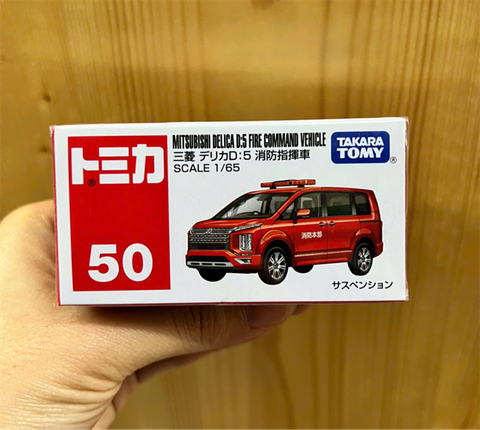 トミカ®
50
MITSUBISHI DELICA D:5 FIRE COMMAND VEHICLE
三菱 デリカD:5 消防指揮車
SCALE 1/65
TAKARA
TOMY®
消防本部
サスペンション